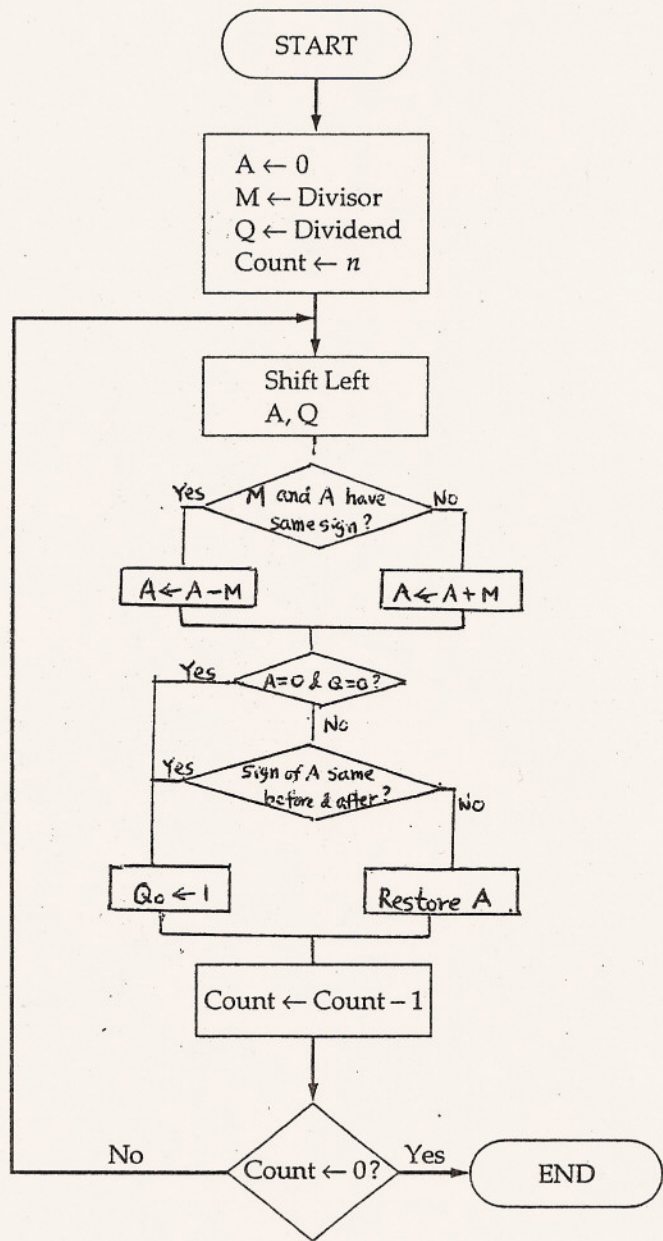 START
A ← 0
M ← Divisor
Q ← Dividend
Count ← n
Shift Left
A, Q
M and A have
same sign?
Yes
No
A ← A − M
A ← A + M
A=0 & Q=0?
Yes
No
Sign of A same
before & after?
Yes
No
Q₀ ← 1
Restore A
Count ← Count − 1
Count ← 0?
No
Yes
END